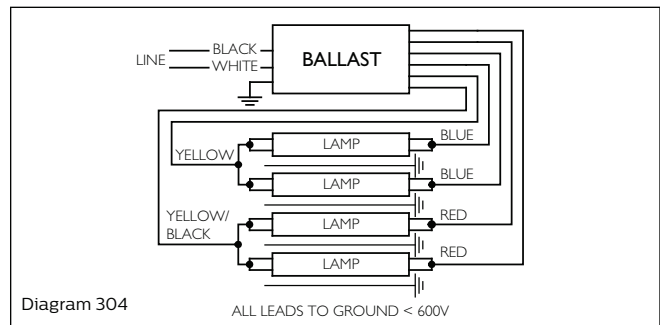 BLACK
LINE
WHITE
BALLAST
LAMP
BLUE
YELLOW
LAMP
BLUE
YELLOW/
BLACK
LAMP
RED
LAMP
RED
Diagram 304
ALL LEADS TO GROUND < 600V